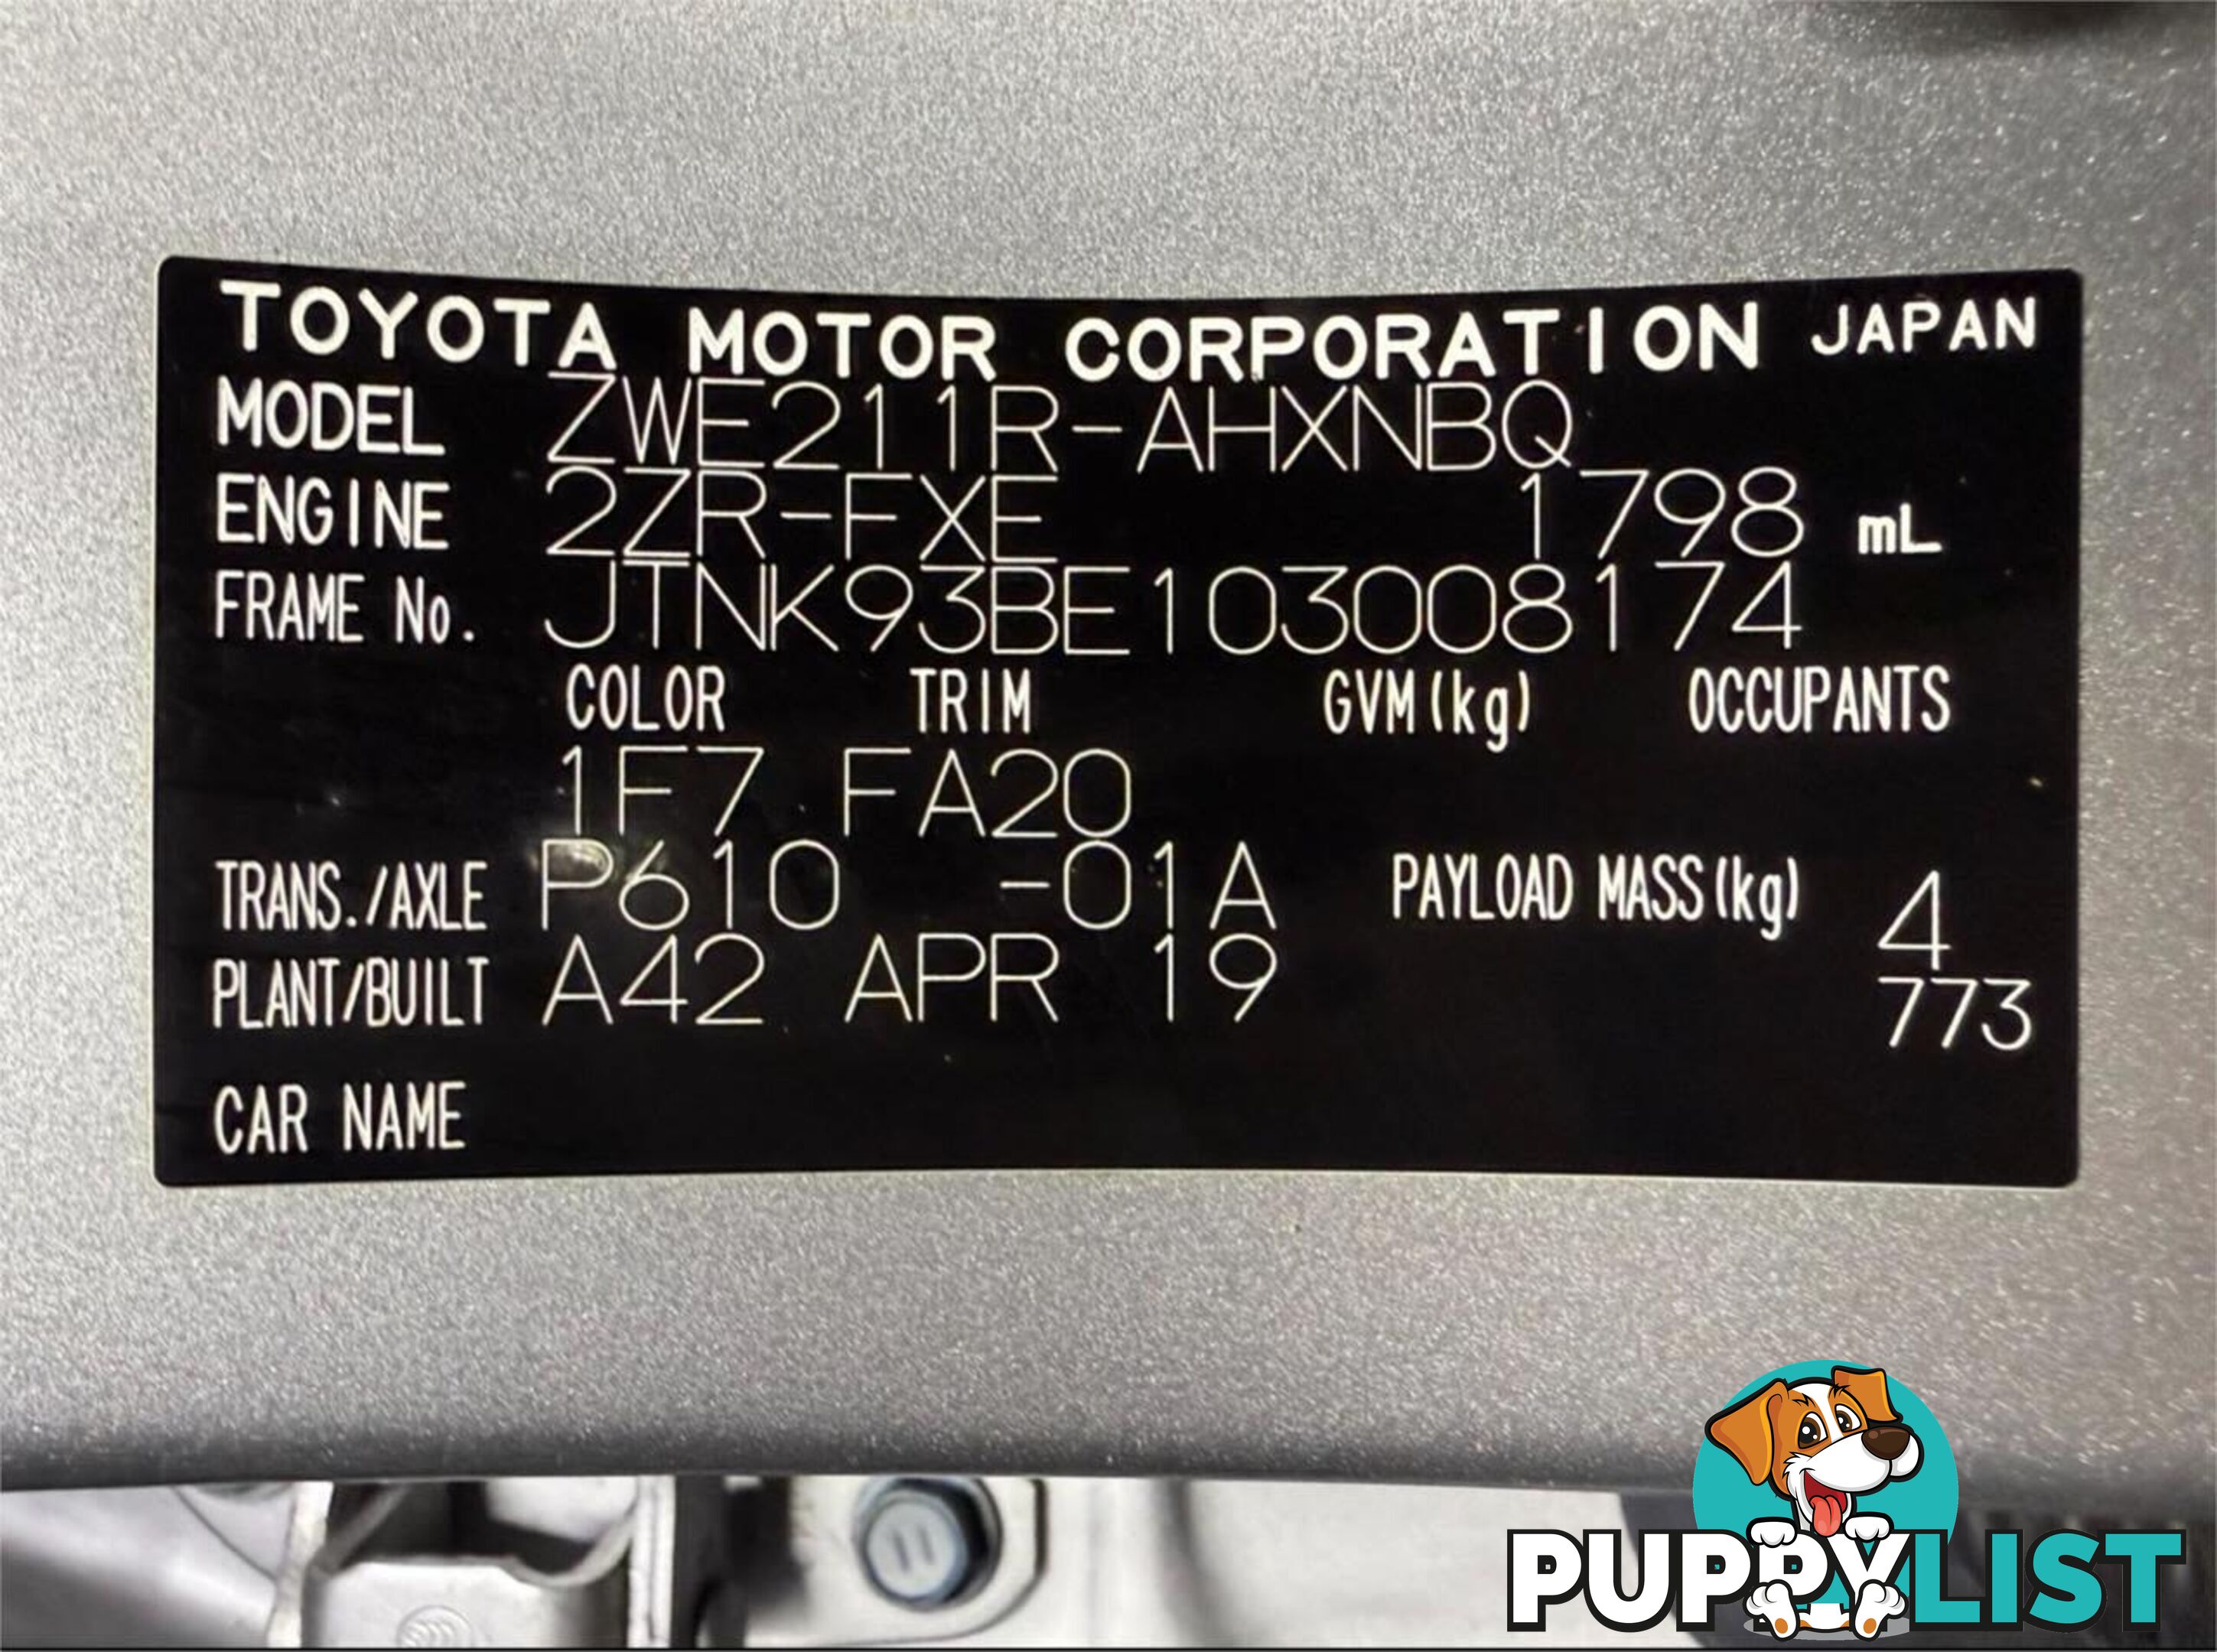 TOYOTA MOTOR CORPORATION JAPAN
MODEL ZWE211R-AHXNBQ
ENGINE 2ZR-FXE 1798 mL
FRAME No. JTNK93BE103008174
COLOR TRIM GVM(kg) OCCUPANTS
1F7 FA20
TRANS./AXLE P610 -01A PAYLOAD MASS(kg) 4
PLANT/BUILT A42 APR 19 773
CAR NAME
PUPPYLIST